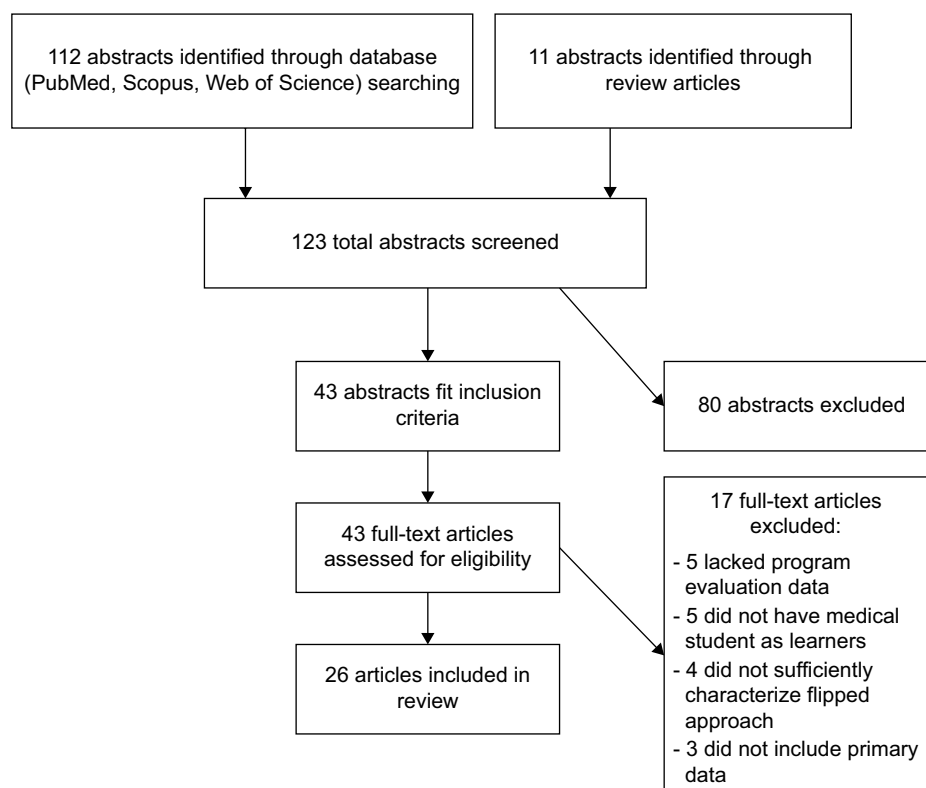 112 abstracts identified through database
(PubMed, Scopus, Web of Science) searching
11 abstracts identified through
review articles
123 total abstracts screened
43 abstracts fit inclusion
criteria
80 abstracts excluded
43 full-text articles
assessed for eligibility
17 full-text articles
excluded:
- 5 lacked program
evaluation data
- 5 did not have medical
student as learners
- 4 did not sufficiently
characterize flipped
approach
- 3 did not include primary
data
26 articles included in
review